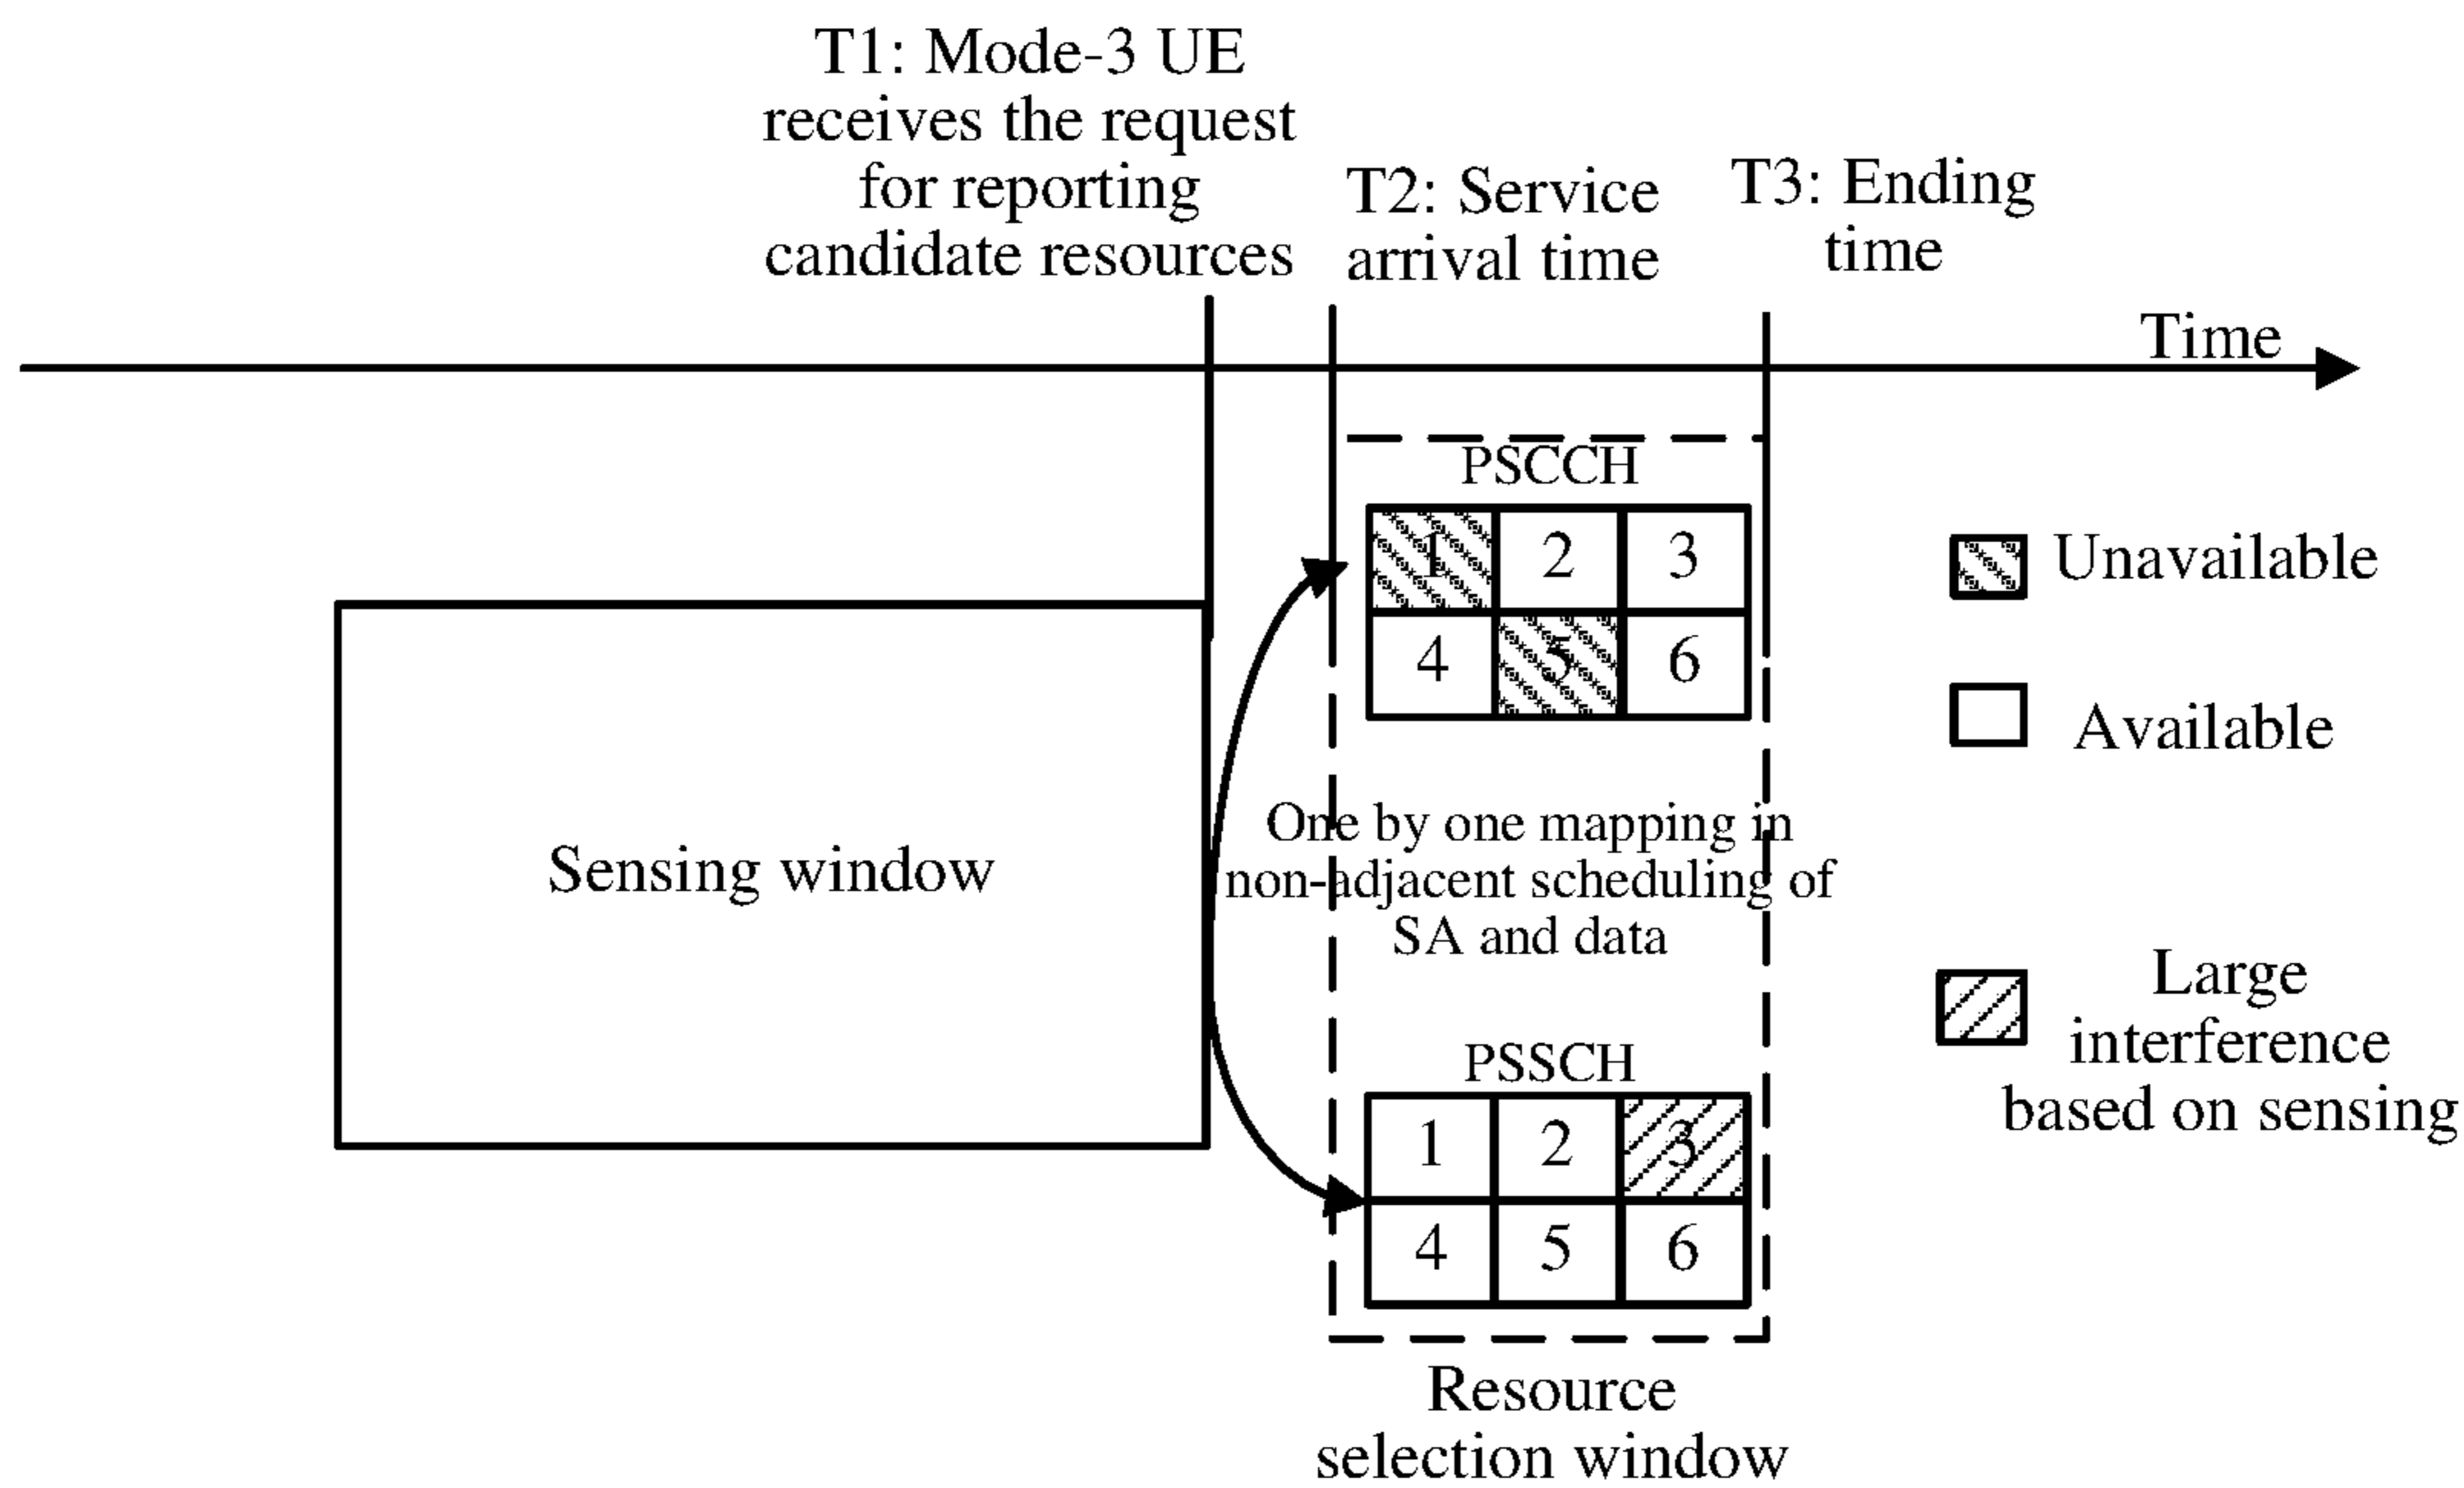 T1: Mode-3 UE
receives the request
for reporting
candidate resources
T2: Service
arrival time
T3: Ending
time
Time
PSCCH
1 2 3
4 5 6
Unavailable
Available
Sensing window
One by one mapping in
non-adjacent scheduling of
SA and data
Large
interference
based on sensing
PSSCH
1 2 3
4 5 6
Resource
selection window